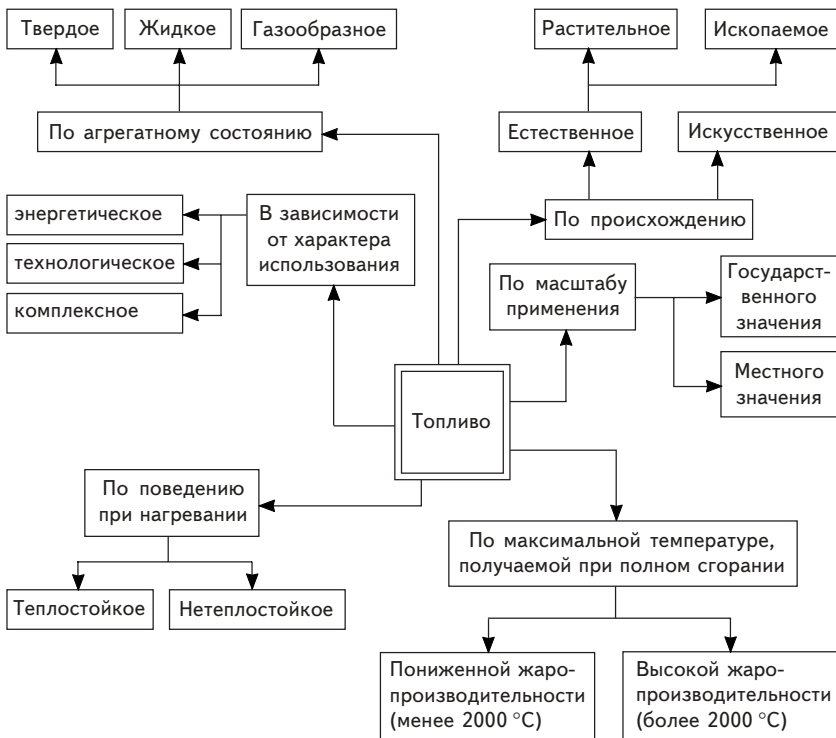 Твердое
Жидкое
Газообразное
По агрегатному состоянию
Растительное
Ископаемое
Естественное
Искусственное
По происхождению
энергетическое
технологическое
комплексное
В зависимости
от характера
использования
По масштабу
применения
Государст-
венного
значения
Местного
значения
Топливо
По поведению
при нагревании
Теплостойкое
Нетеплостойкое
По максимальной температуре,
получаемой при полном сгорании
Пониженной жаро-
производительности
(менее 2000 °C)
Высокой жаро-
производительности
(более 2000 °C)